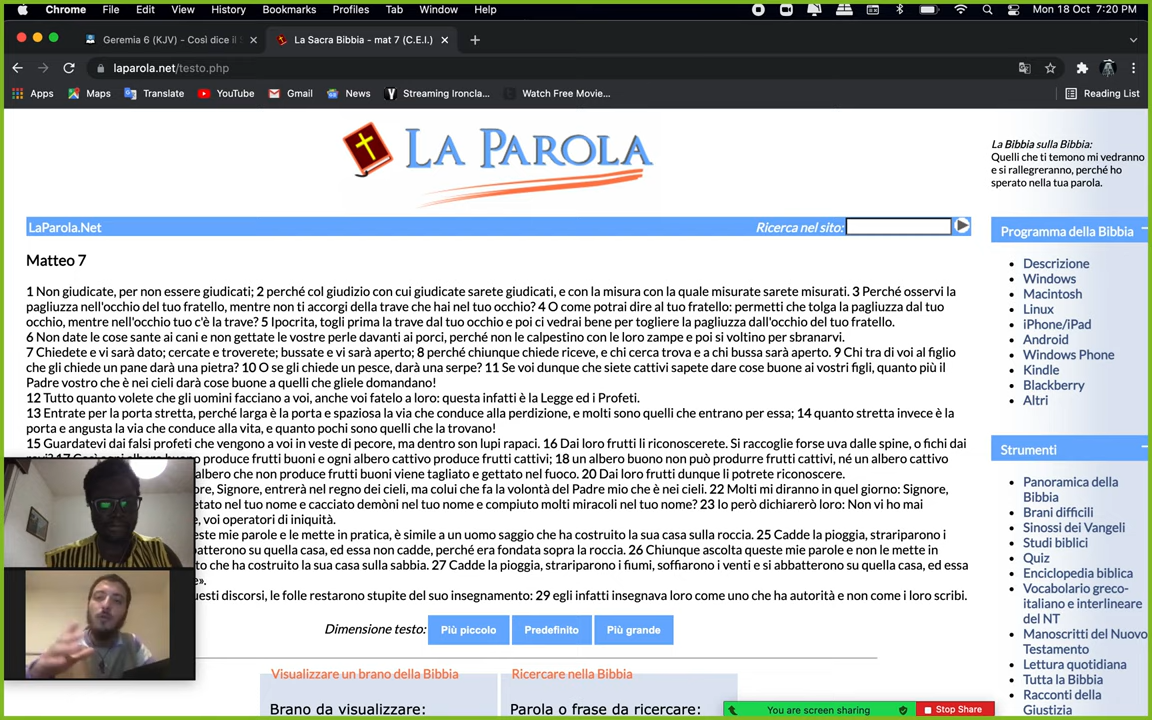 Chrome File Edit View History Bookmarks Profiles Tab Window Help Mon 18 Oct 7:20 PM
Geremia 6 (KJV) - Così dice il La Sacra Bibbia - mat 7 (C.E.I.)
laparola.net/testo.php
Apps Maps Translate YouTube Gmail News Streaming Ironcla... Watch Free Movie... Reading List
LA PAROLA
La Bibbia sulla Bibbia:
Quelli che ti temono mi vedranno
e si rallegreranno, perché ho
sperato nella tua parola.
LaParola.Net Ricerca nel sito:
Matteo 7
1 Non giudicate, per non essere giudicati; 2 perché col giudizio con cui giudicate sarete giudicati, e con la misura con la quale misurate sarete misurati. 3 Perché osservi la
pagliuzza nell'occhio del tuo fratello, mentre non ti accorgi della trave che hai nel tuo occhio? 4 O come potrai dire al tuo fratello: permetti che tolga la pagliuzza dal tuo
occhio, mentre nell'occhio tuo c'è la trave? 5 Ipocrita, togli prima la trave dal tuo occhio e poi ci vedrai bene per togliere la pagliuzza dall'occhio del tuo fratello.
6 Non date le cose sante ai cani e non gettate le vostre perle davanti ai porci, perché non le calpestino con le loro zampe e poi si voltino per sbranarvi.
7 Chiedete e vi sarà dato; cercate e troverete; bussate e vi sarà aperto; 8 perché chiunque chiede riceve, e chi cerca trova e a chi bussa sarà aperto. 9 Chi tra di voi al figlio
che gli chiede un pane darà una pietra? 10 O se gli chiede un pesce, darà una serpe? 11 Se voi dunque che siete cattivi sapete dare cose buone ai vostri figli, quanto più il
Padre vostro che è nei cieli darà cose buone a quelli che gliele domandano!
12 Tutto quanto volete che gli uomini facciano a voi, anche voi fatelo a loro: questa infatti è la Legge ed i Profeti.
13 Entrate per la porta stretta, perché larga è la porta e spaziosa la via che conduce alla perdizione, e molti sono quelli che entrano per essa; 14 quanto stretta invece è la
porta e angusta la via che conduce alla vita, e quanto pochi sono quelli che la trovano!
15 Guardatevi dai falsi profeti che vengono a voi in veste di pecore, ma dentro son lupi rapaci. 16 Dai loro frutti li riconoscerete. Si raccoglie forse uva dalle spine, o fichi dai
produce frutti buoni e ogni albero cattivo produce frutti cattivi; 18 un albero buono non può produrre frutti cattivi, né un albero cattivo
albero che non produce frutti buoni viene tagliato e gettato nel fuoco. 20 Dai loro frutti dunque li potrete riconoscere.
ore, Signore, entrerà nel regno dei cieli, ma colui che fa la volontà del Padre mio che è nei cieli. 22 Molti mi diranno in quel giorno: Signore,
etato nel tuo nome e cacciato demòni nel tuo nome e compiuto molti miracoli nel tuo nome? 23 Io però dichiarerò loro: Non vi ho mai
e, voi operatori di iniquità.
este mie parole e le mette in pratica, è simile a un uomo saggio che ha costruito la sua casa sulla roccia. 25 Cadde la pioggia, strariparono i
batterono su quella casa, ed essa non cadde, perché era fondata sopra la roccia. 26 Chiunque ascolta queste mie parole e non le mette in
to che ha costruito la sua casa sulla sabbia. 27 Cadde la pioggia, strariparono i fiumi, soffiarono i venti e si abbatterono su quella casa, ed essa
e».
uesti discorsi, le folle restarono stupite del suo insegnamento: 29 egli infatti insegnava loro come uno che ha autorità e non come i loro scribi.
Dimensione testo: Più piccolo Predefinito Più grande
Visualizzare un brano della Bibbia Ricercare nella Bibbia
Brano da visualizzare: Parola o frase da ricercare:
Programma della Bibbia
Descrizione
Windows
Macintosh
Linux
iPhone/iPad
Android
Windows Phone
Kindle
Blackberry
Altri
Strumenti
Panoramica della
Bibbia
Brani difficili
Sinossi dei Vangeli
Studi biblici
Quiz
Enciclopedia biblica
Vocabolario greco-
italiano e interlineare
del NT
Manoscritti del Nuovo
Testamento
Lettura quotidiana
Tutta la Bibbia
Racconti della
Giustizia
You are screen sharing Stop Share